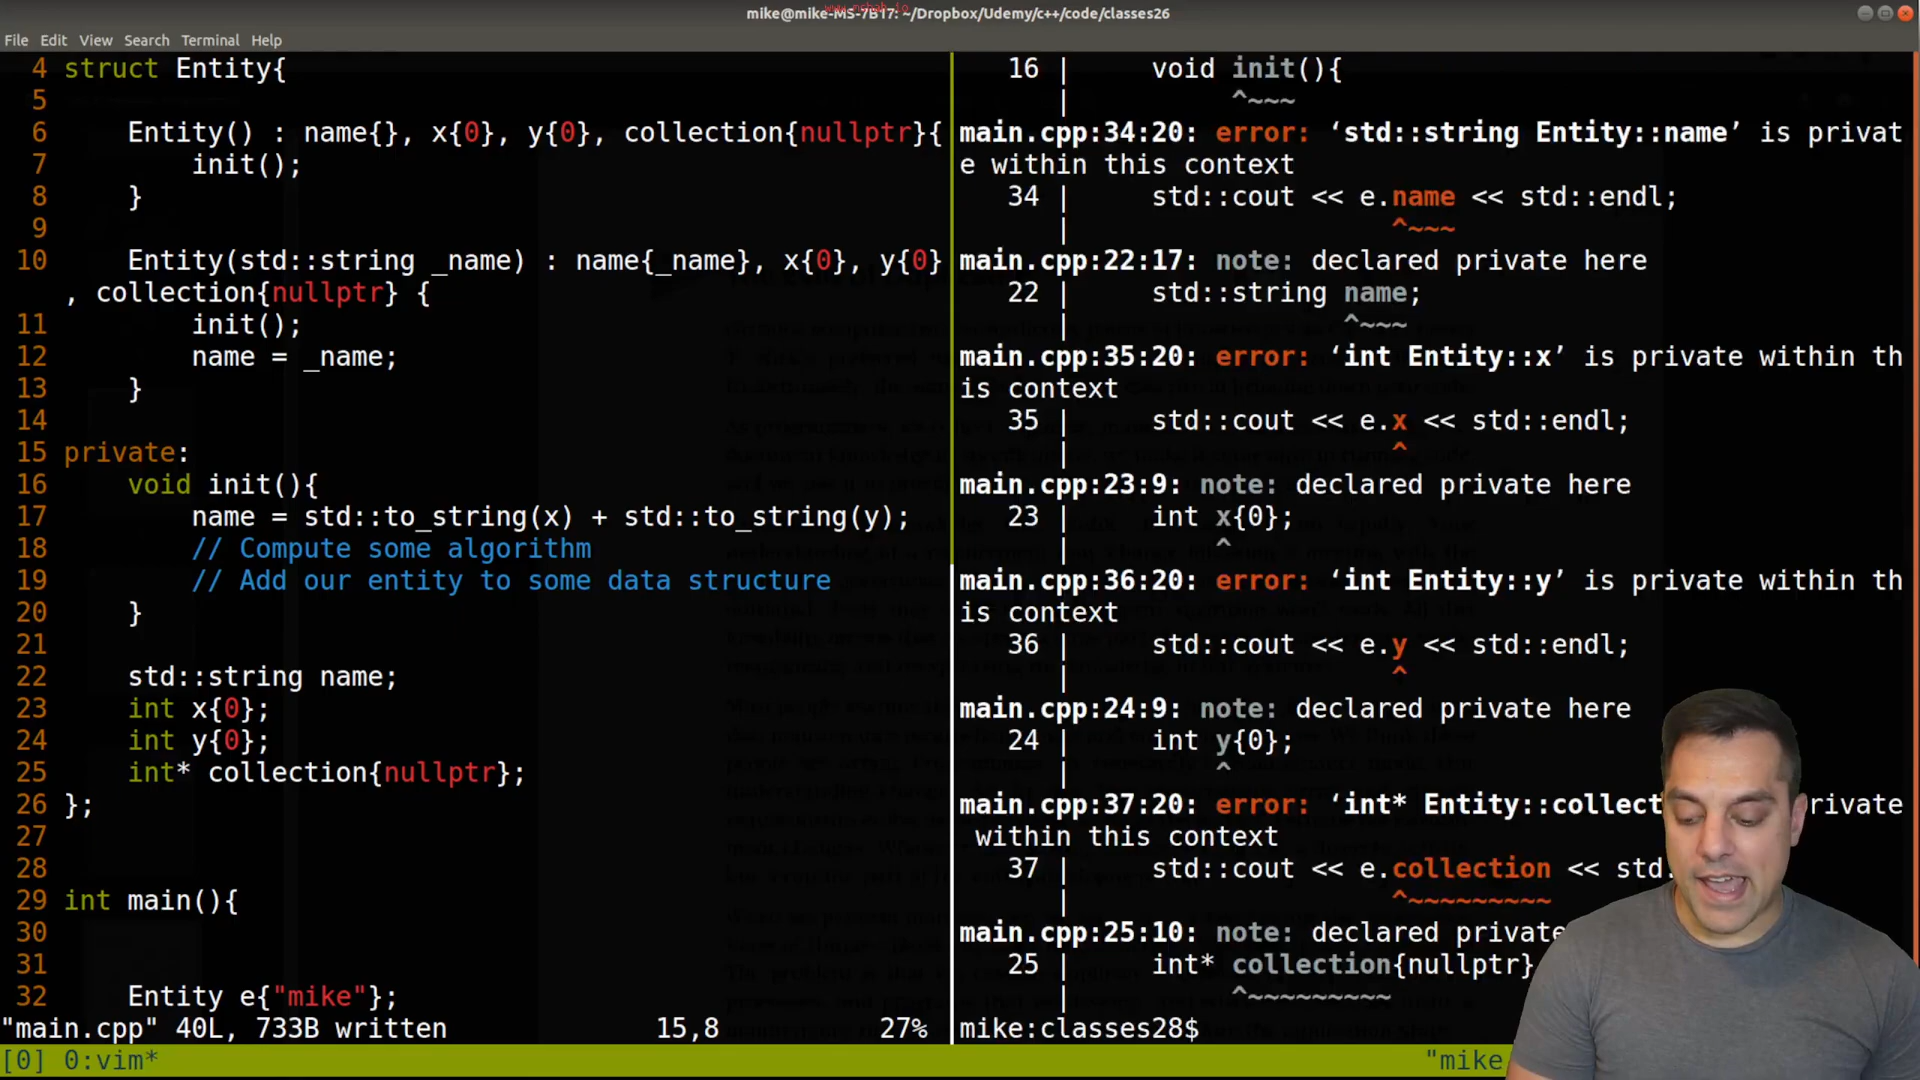 www.mshah.io
mike@mike-MS-7B17: ~/Dropbox/Udemy/c++/code/classes26
File Edit View Search Terminal Help
4 struct Entity{
5
6     Entity() : name{}, x{0}, y{0}, collection{nullptr}{
7         init();
8     }
9
10     Entity(std::string _name) : name{_name}, x{0}, y{0}
, collection{nullptr} {
11         init();
12         name = _name;
13     }
14
15 private:
16     void init(){
17         name = std::to_string(x) + std::to_string(y);
18         // Compute some algorithm
19         // Add our entity to some data structure
20     }
21
22     std::string name;
23     int x{0};
24     int y{0};
25     int* collection{nullptr};
26 };
27
28
29 int main(){
30
31
32     Entity e{"mike"};
"main.cpp" 40L, 733B written 15,8 27%
16 |     void init(){
|          ^~~~
main.cpp:34:20: error: ‘std::string Entity::name’ is privat
e within this context
34 |     std::cout << e.name << std::endl;
|                    ^~~~
main.cpp:22:17: note: declared private here
22 |     std::string name;
|                 ^~~~
main.cpp:35:20: error: ‘int Entity::x’ is private within th
is context
35 |     std::cout << e.x << std::endl;
|                    ^
main.cpp:23:9: note: declared private here
23 |     int x{0};
|         ^
main.cpp:36:20: error: ‘int Entity::y’ is private within th
is context
36 |     std::cout << e.y << std::endl;
|                    ^
main.cpp:24:9: note: declared private here
24 |     int y{0};
|         ^
main.cpp:37:20: error: ‘int* Entity::collect rivate
within this context
37 |     std::cout << e.collection << std:
|                    ^~~~~~~~~~
main.cpp:25:10: note: declared private
25 |     int* collection{nullptr}
|          ^~~~~~~~~~
mike:classes28$
[0] 0:vim* "mike